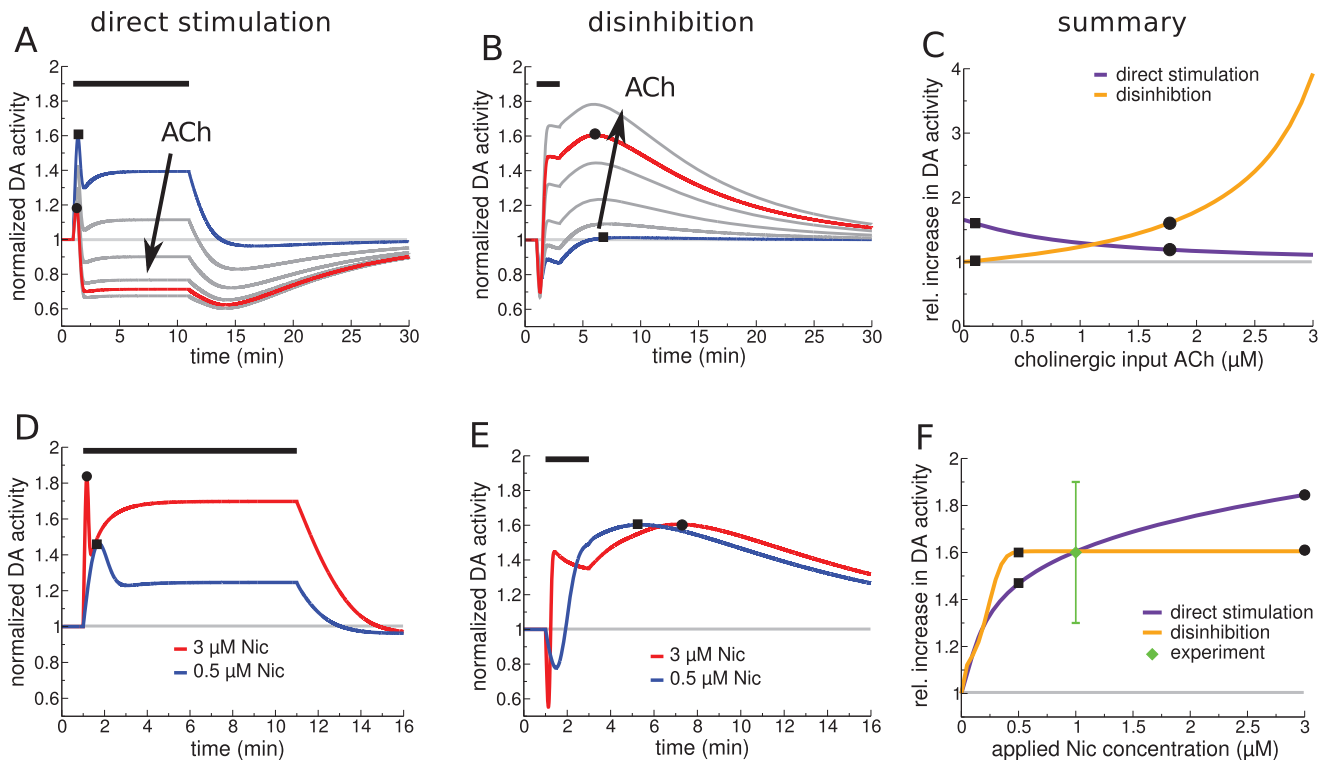 direct stimulation
disinhibition
summary
A
normalized DA activity
2
1.8
1.6
1.4
1.2
1
0.8
0.6
ACh
0 5 10 15 20 25 30
time (min)
B
normalized DA activity
2
1.8
1.6
1.4
1.2
1
0.8
0.6
ACh
0 5 10 15 20 25 30
time (min)
C
rel. increase in DA activity
4
3
2
1
0
direct stimulation
disinhibtion
0 0.5 1 1.5 2 2.5 3
cholinergic input ACh (µM)
D
normalized DA activity
2
1.8
1.6
1.4
1.2
1
0.8
0.6
3 µM Nic
0.5 µM Nic
0 2 4 6 8 10 12 14 16
time (min)
E
normalized DA activity
2
1.8
1.6
1.4
1.2
1
0.8
0.6
3 µM Nic
0.5 µM Nic
0 2 4 6 8 10 12 14 16
time (min)
F
rel. increase in DA activity
2
1.8
1.6
1.4
1.2
1
direct stimulation
disinhibition
experiment
0 0.5 1 1.5 2 2.5 3
applied Nic concentration (µM)